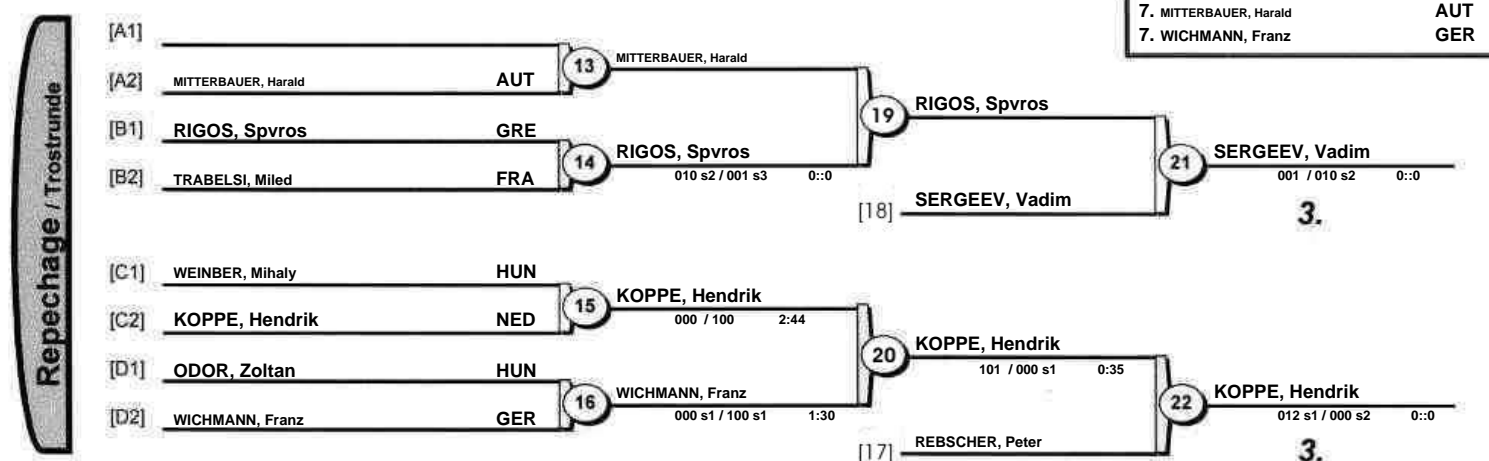 7. MITTERBAUER, Harald AUT
7. WICHMANN, Franz GER
Repechage / Trostrunde
[A1]
[A2] MITTERBAUER, Harald AUT
13 MITTERBAUER, Harald
[B1] RIGOS, Spvros GRE
[B2] TRABELSI, Miled FRA
14 RIGOS, Spvros
010 s2 / 001 s3 0::0
19 RIGOS, Spvros
[18] SERGEEV, Vadim
21 SERGEEV, Vadim
001 / 010 s2 0::0
3.
[C1] WEINBER, Mihaly HUN
[C2] KOPPE, Hendrik NED
15 KOPPE, Hendrik
000 / 100 2:44
[D1] ODOR, Zoltan HUN
[D2] WICHMANN, Franz GER
16 WICHMANN, Franz
000 s1 / 100 s1 1:30
20 KOPPE, Hendrik
101 / 000 s1 0:35
[17] REBSCHER, Peter
22 KOPPE, Hendrik
012 s1 / 000 s2 0::0
3.